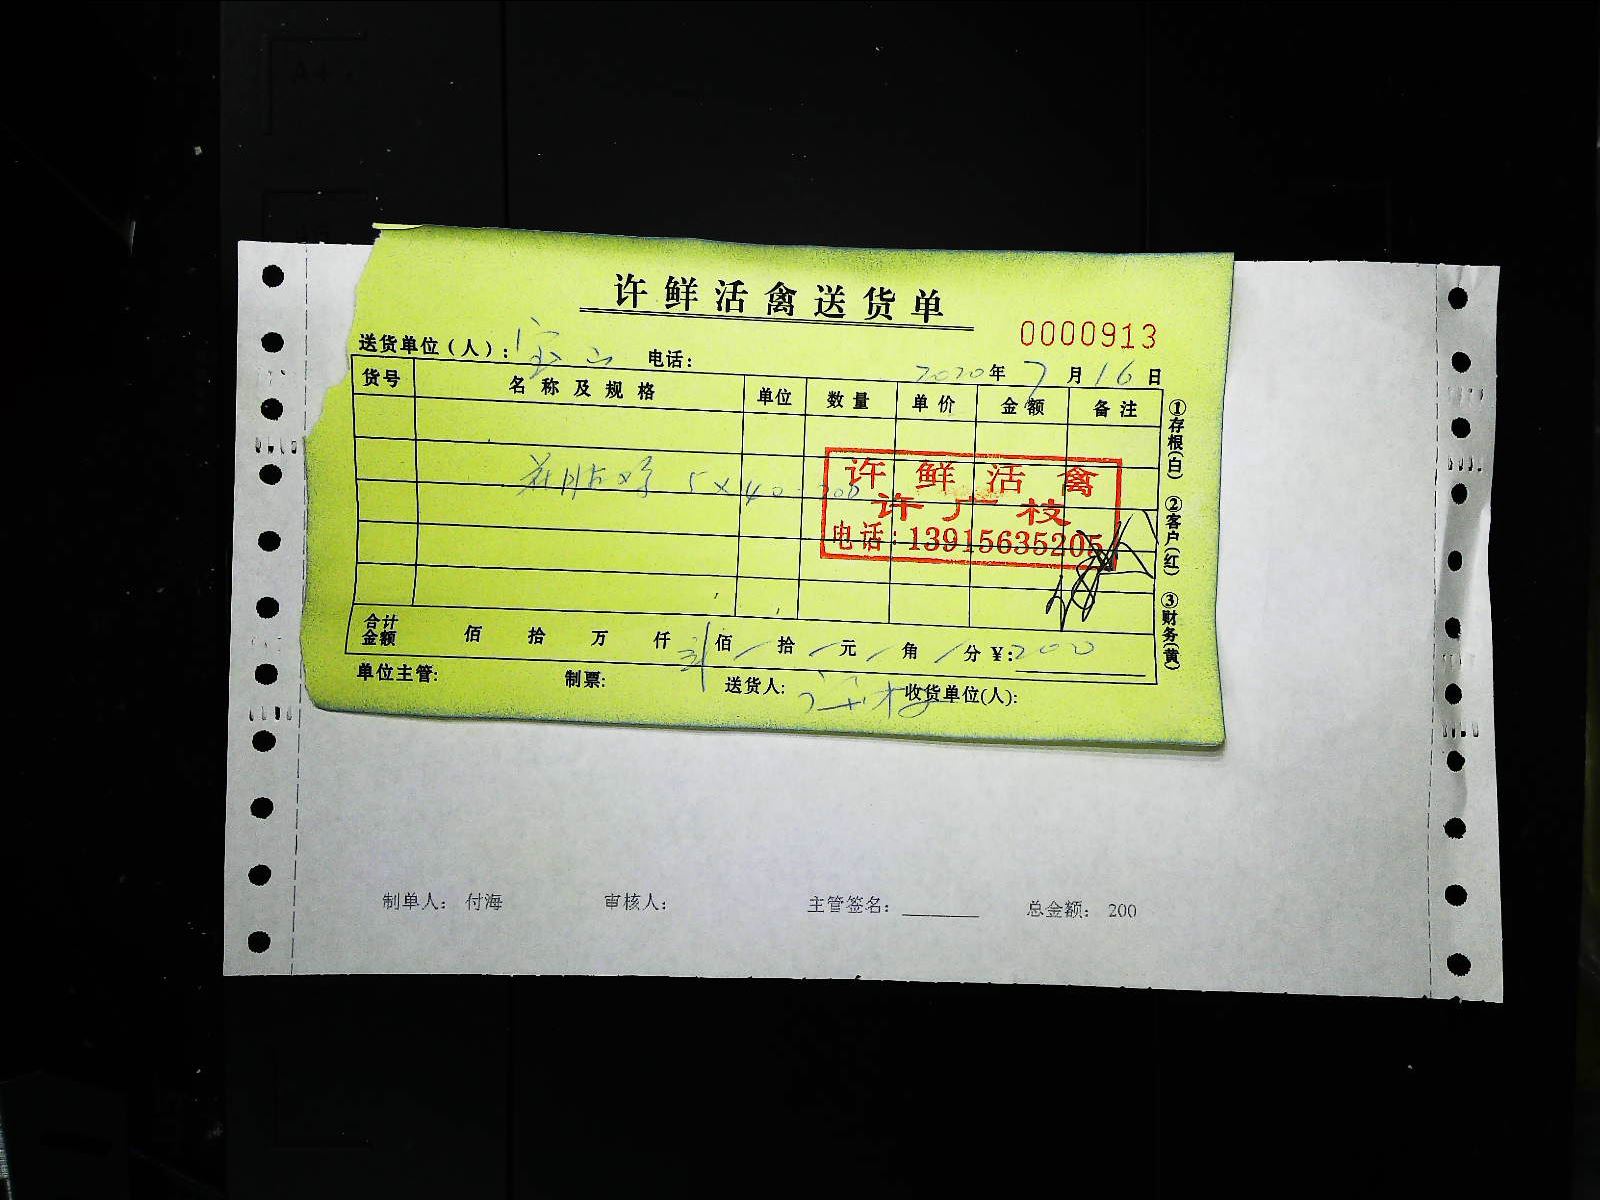 许鲜活禽送货单
0000913
送货单位（人）：宝 电话：
2020年7月16日
货号 名称及规格 单位 数量 单价 金额 备注
5×40=200
许鲜活禽
许广枝
电话：13915635205
合计金额 佰 拾 万 仟 佰 / 拾 / 元 / 角 / 分 ¥：200
单位主管： 制票： 送货人： 收货单位(人)：
①存根(白) ②客户(红) ③财务(黄)
制单人： 付海 审核人： 主管签名： 总金额： 200